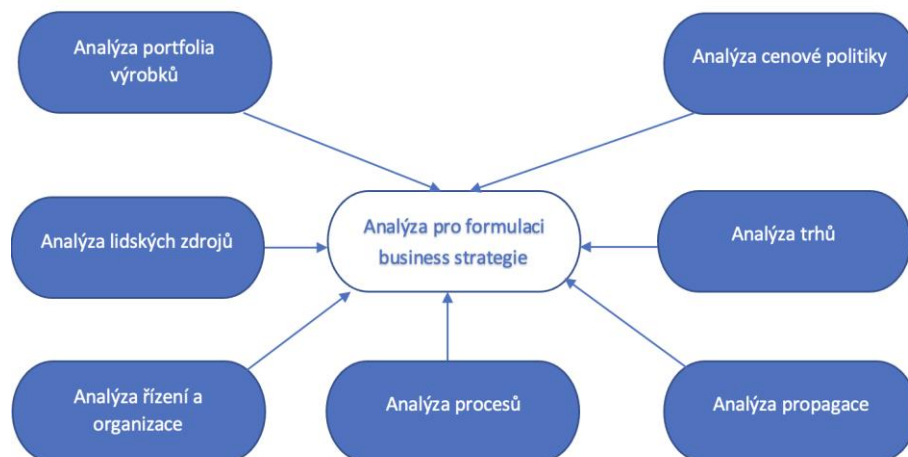 Analýza portfolia
výrobků
Analýza cenové politiky
Analýza lidských zdrojů
Analýza pro formulaci
business strategie
Analýza trhů
Analýza řízení a
organizace
Analýza procesů
Analýza propagace